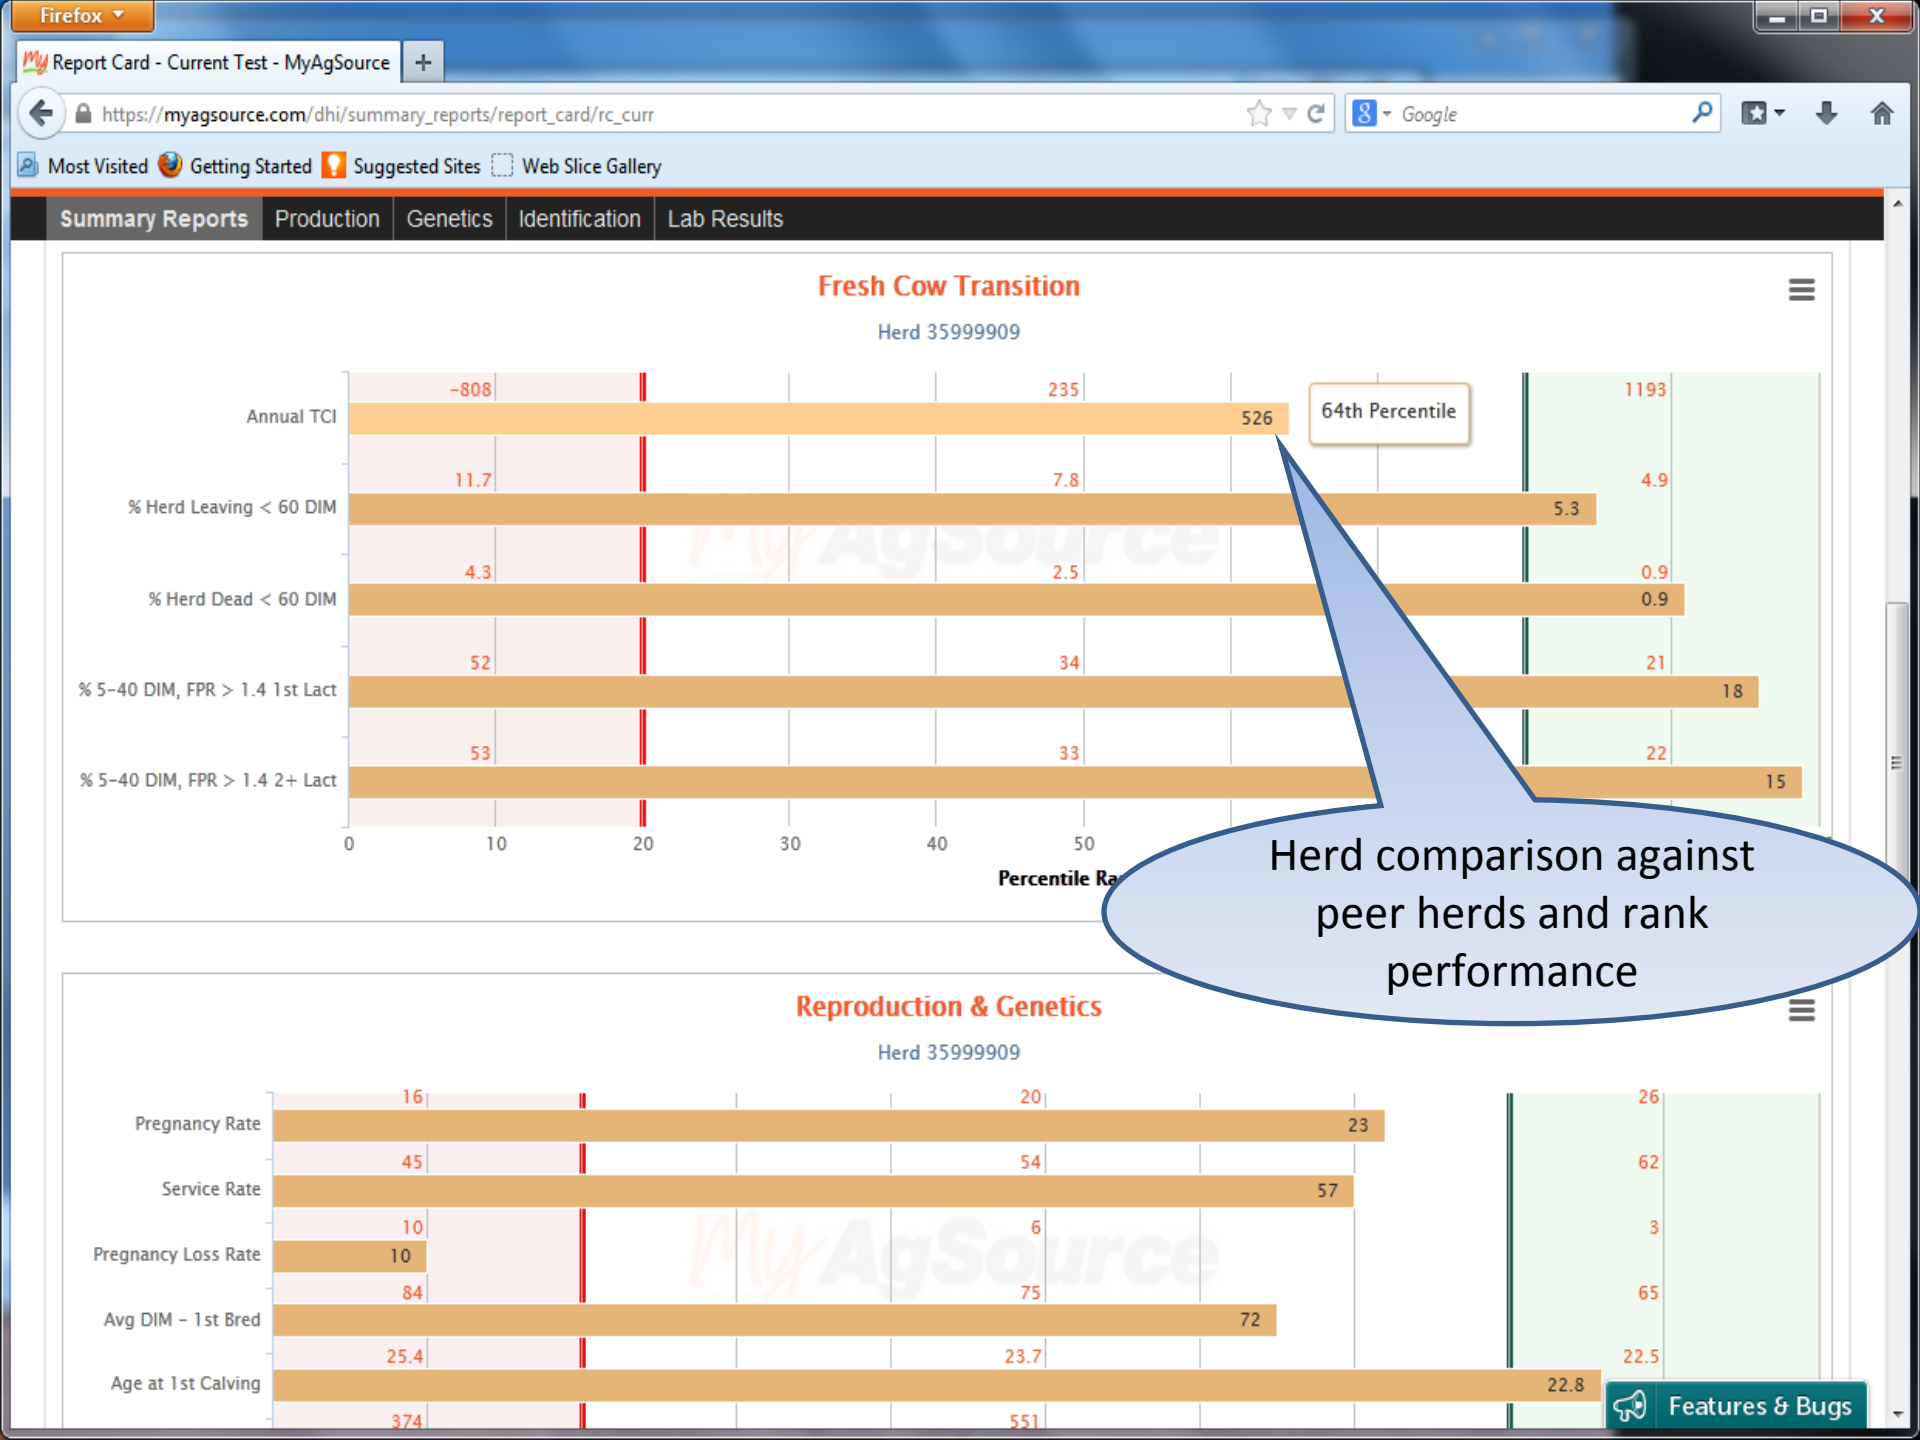 Firefox
My Report Card - Current Test - MyAgSource
https://myagsource.com/dhi/summary_reports/report_card/rc_curr
Google
Most Visited Getting Started Suggested Sites Web Slice Gallery
Summary Reports Production Genetics Identification Lab Results
Fresh Cow Transition
Herd 35999909
-808 235 1193
Annual TCI 526 64th Percentile
11.7 7.8 4.9
% Herd Leaving < 60 DIM 5.3
4.3 2.5 0.9
% Herd Dead < 60 DIM 0.9
52 34 21
% 5-40 DIM, FPR > 1.4 1st Lact 18
53 33 22
% 5-40 DIM, FPR > 1.4 2+ Lact 15
0 10 20 30 40 50
Percentile
My AgSource
Herd comparison against
peer herds and rank
performance
Reproduction & Genetics
Herd 35999909
16 20 26
Pregnancy Rate 23
45 54 62
Service Rate 57
10 6 3
Pregnancy Loss Rate 10
84 75 65
Avg DIM - 1st Bred 72
25.4 23.7 22.5
Age at 1st Calving 22.8
374 551
My AgSource
Features & Bugs